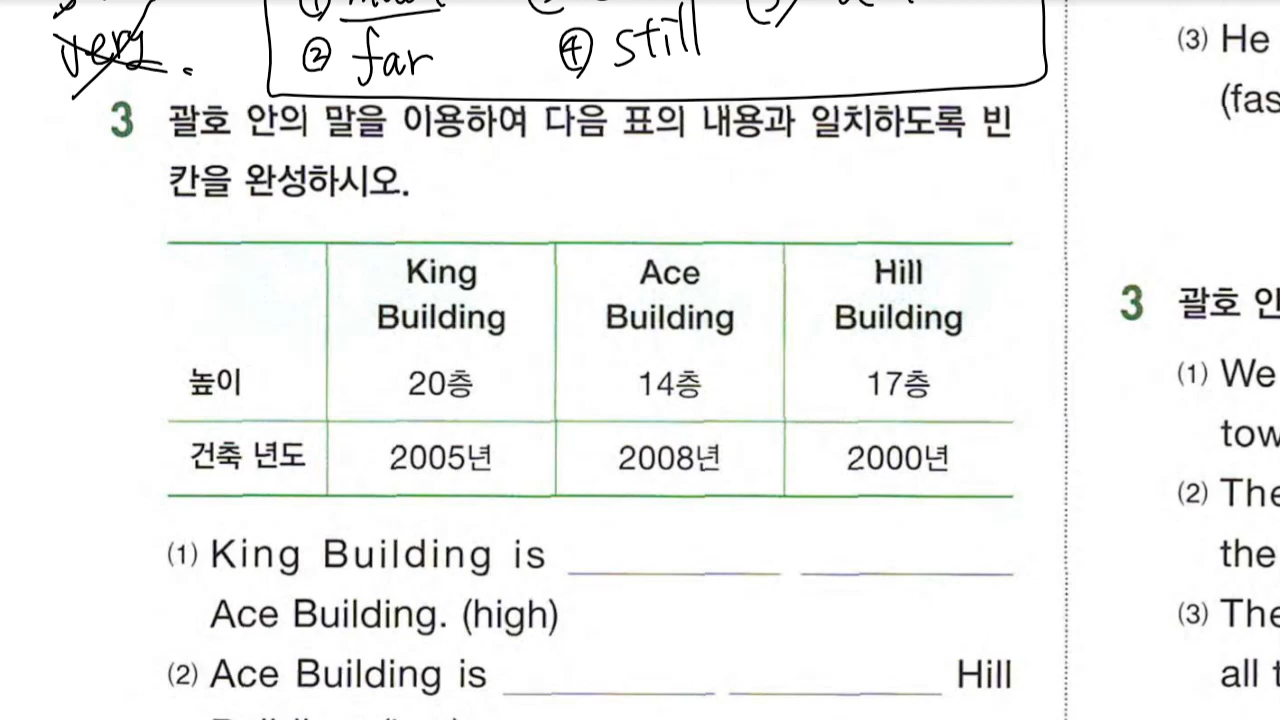 very.
② far ④ still
3 괄호 안의 말을 이용하여 다음 표의 내용과 일치하도록 빈
칸을 완성하시오.
King Building Ace Building Hill Building
높이 20층 14층 17층
건축 년도 2005년 2008년 2000년
(1) King Building is
Ace Building. (high)
(2) Ace Building is Hill
(3) He
(fas
3 괄호 안
(1) We
tow
(2) The
the
(3) The
all t